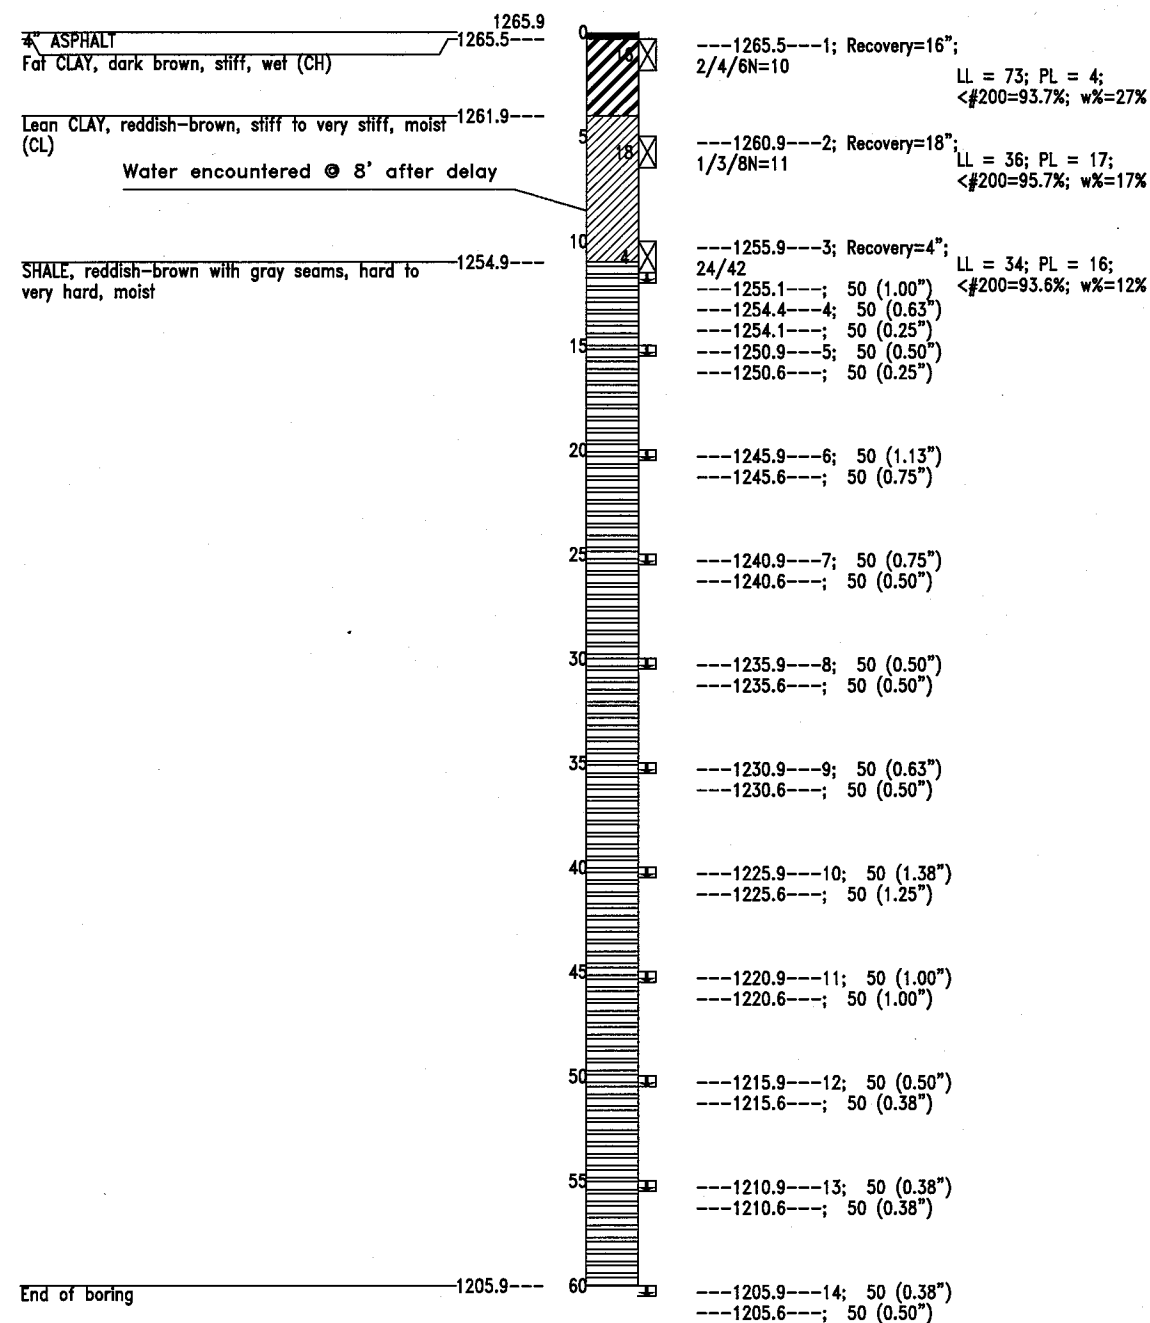 1265.9
4" ASPHALT
1265.5---
Fat CLAY, dark brown, stiff, wet (CH)
0
18
---1265.5---1; Recovery=16";
2/4/6N=10
LL = 73; PL = 4;
<#200=93.7%; w%=27%
1261.9---
Lean CLAY, reddish-brown, stiff to very stiff, moist
(CL)
5
18
---1260.9---2; Recovery=18";
1/3/8N=11
LL = 36; PL = 17;
<#200=95.7%; w%=17%
Water encountered @ 8' after delay
10
4
---1255.9---3; Recovery=4";
24/42
LL = 34; PL = 16;
<#200=93.6%; w%=12%
1254.9---
SHALE, reddish-brown with gray seams, hard to
very hard, moist
---1255.1---; 50 (1.00")
---1254.4---4; 50 (0.63")
---1254.1---; 50 (0.25")
15
---1250.9---5; 50 (0.50")
---1250.6---; 50 (0.25")
20
---1245.9---6; 50 (1.13")
---1245.6---; 50 (0.75")
25
---1240.9---7; 50 (0.75")
---1240.6---; 50 (0.50")
30
---1235.9---8; 50 (0.50")
---1235.6---; 50 (0.50")
35
---1230.9---9; 50 (0.63")
---1230.6---; 50 (0.50")
40
---1225.9---10; 50 (1.38")
---1225.6---; 50 (1.25")
45
---1220.9---11; 50 (1.00")
---1220.6---; 50 (1.00")
50
---1215.9---12; 50 (0.50")
---1215.6---; 50 (0.38")
55
---1210.9---13; 50 (0.38")
---1210.6---; 50 (0.38")
1205.9---
60
End of boring
---1205.9---14; 50 (0.38")
---1205.6---; 50 (0.50")